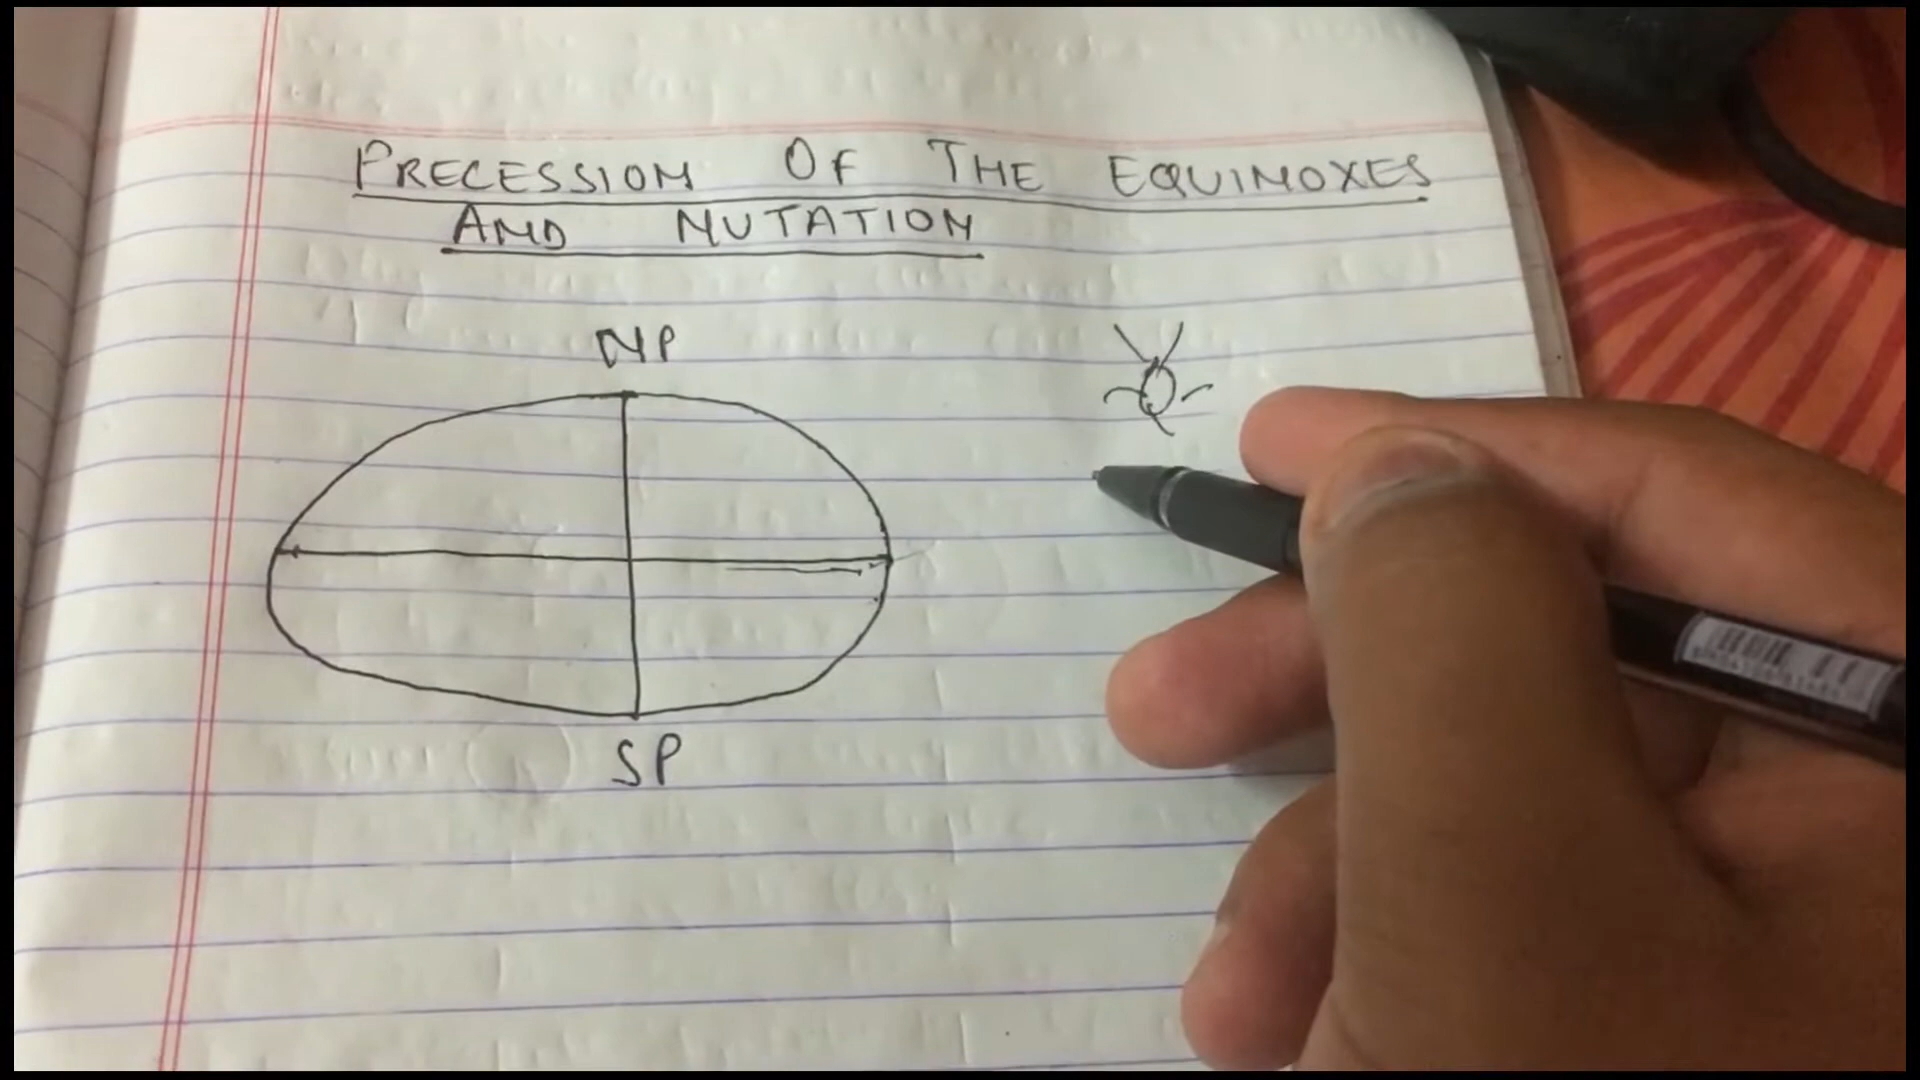 PRECESSION OF THE EQUINOXES
AND NUTATION
NP
SP